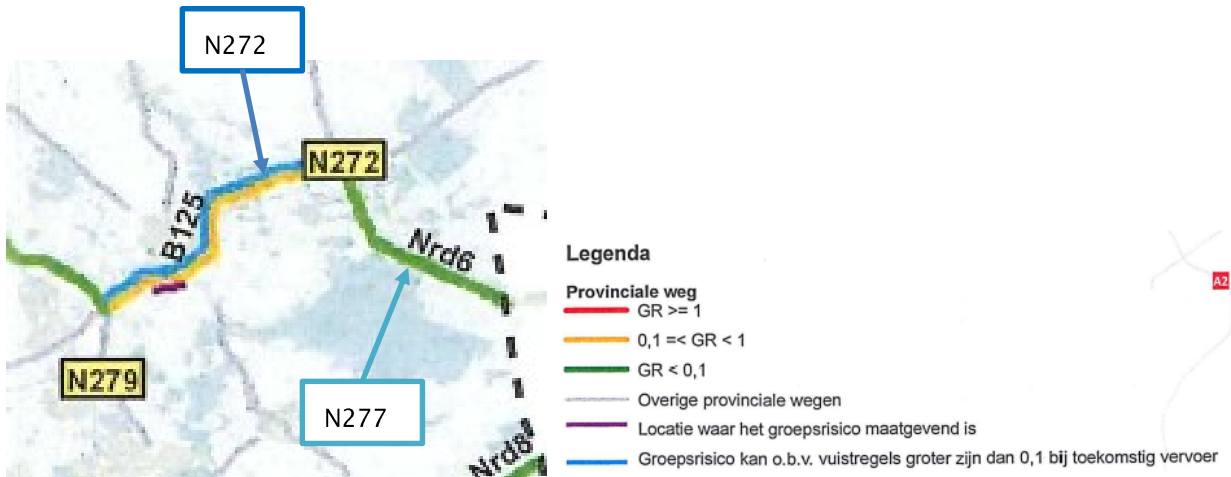 N272
N272
B125
Nrd6
N279
N277
Nrd8
Legenda
Provinciale weg
GR >= 1
0,1 =< GR < 1
GR < 0,1
Overige provinciale wegen
Locatie waar het groepsrisico maatgevend is
Groepsrisico kan o.b.v. vuistregels groter zijn dan 0,1 bij toekomstig vervoer
A2